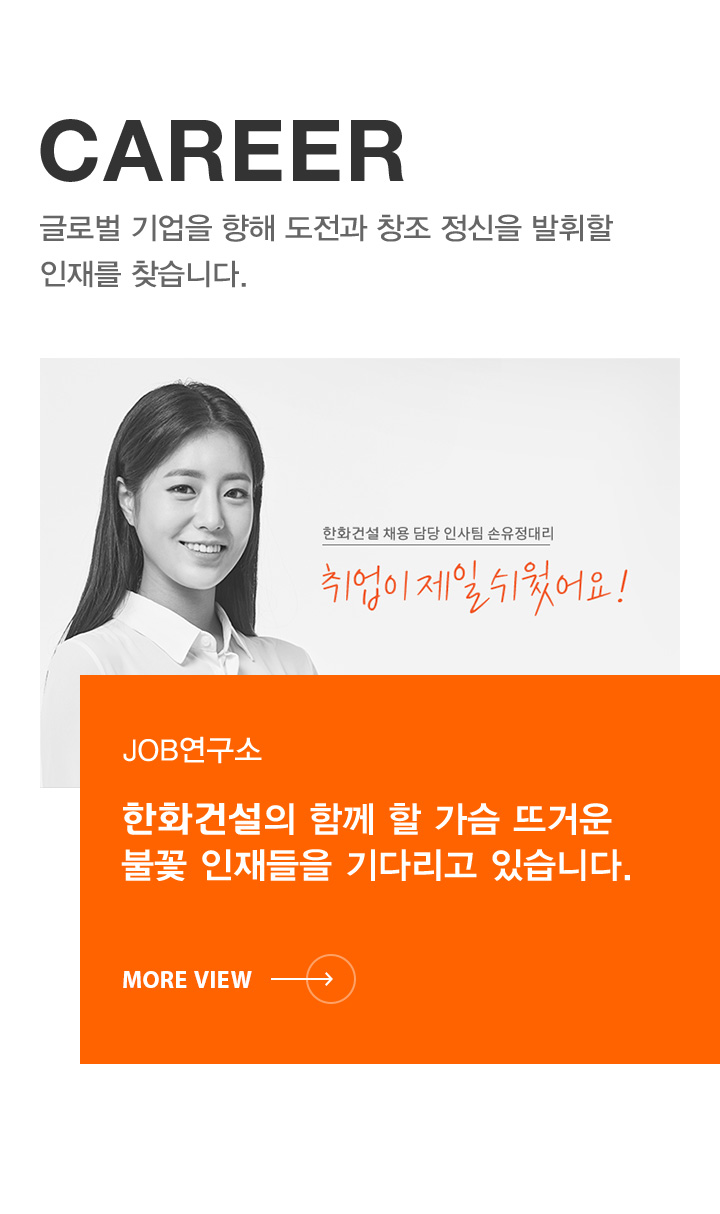 CAREER
글로벌 기업을 향해 도전과 창조 정신을 발휘할
인재를 찾습니다.
한화건설 채용 담당 인사팀 손유정대리
취업이 제일 쉬웠어요!
JOB연구소
한화건설의 함께 할 가슴 뜨거운
불꽃 인재들을 기다리고 있습니다.
MORE VIEW